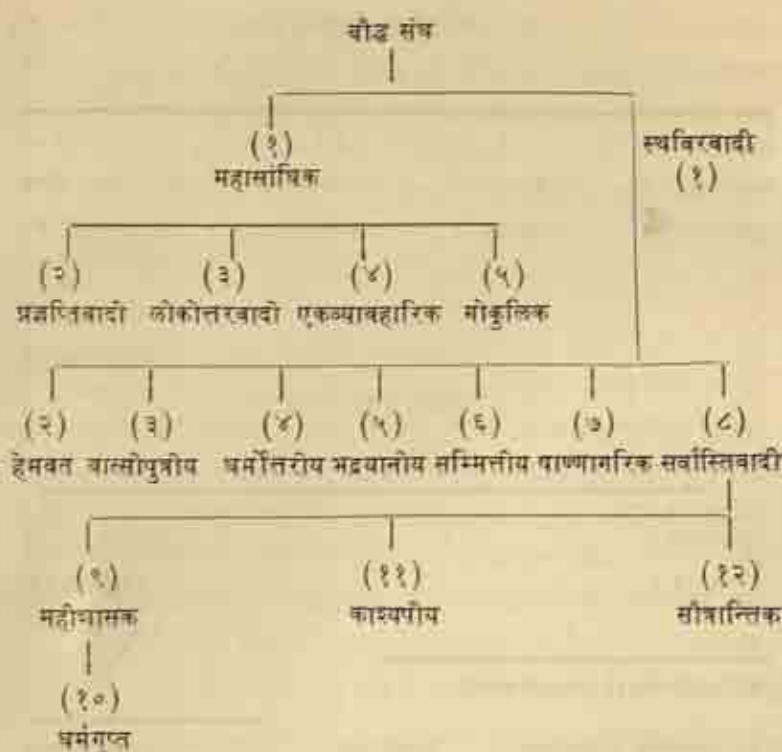 बौद्ध संघ
(१) स्थविरवादी
महासांघिक (१)
(२) (३) (४) (५)
प्रज्ञप्तिवादी लोकोत्तरवादी एकव्यावहारिक गोकुलिक
(२) (३) (४) (५) (६) (७) (८)
हेमवत वात्सीपुत्रीय धर्मोत्तरीय भद्रयानीय सम्मित्तीय षाण्णागरिक सर्वास्तिवादी
(९) (११) (१२)
महीशासक काश्यपीय सौत्रान्तिक
(१०)
धर्मगुप्त